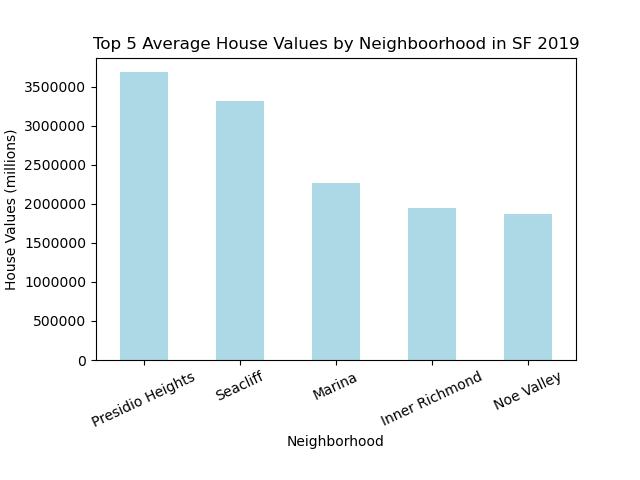 Top 5 Average House Values by Neighboorhood in SF 2019
House Values (millions)
3500000
3000000
2500000
2000000
1500000
1000000
500000
0
Presidio Heights
Seacliff
Marina
Inner Richmond
Noe Valley
Neighborhood